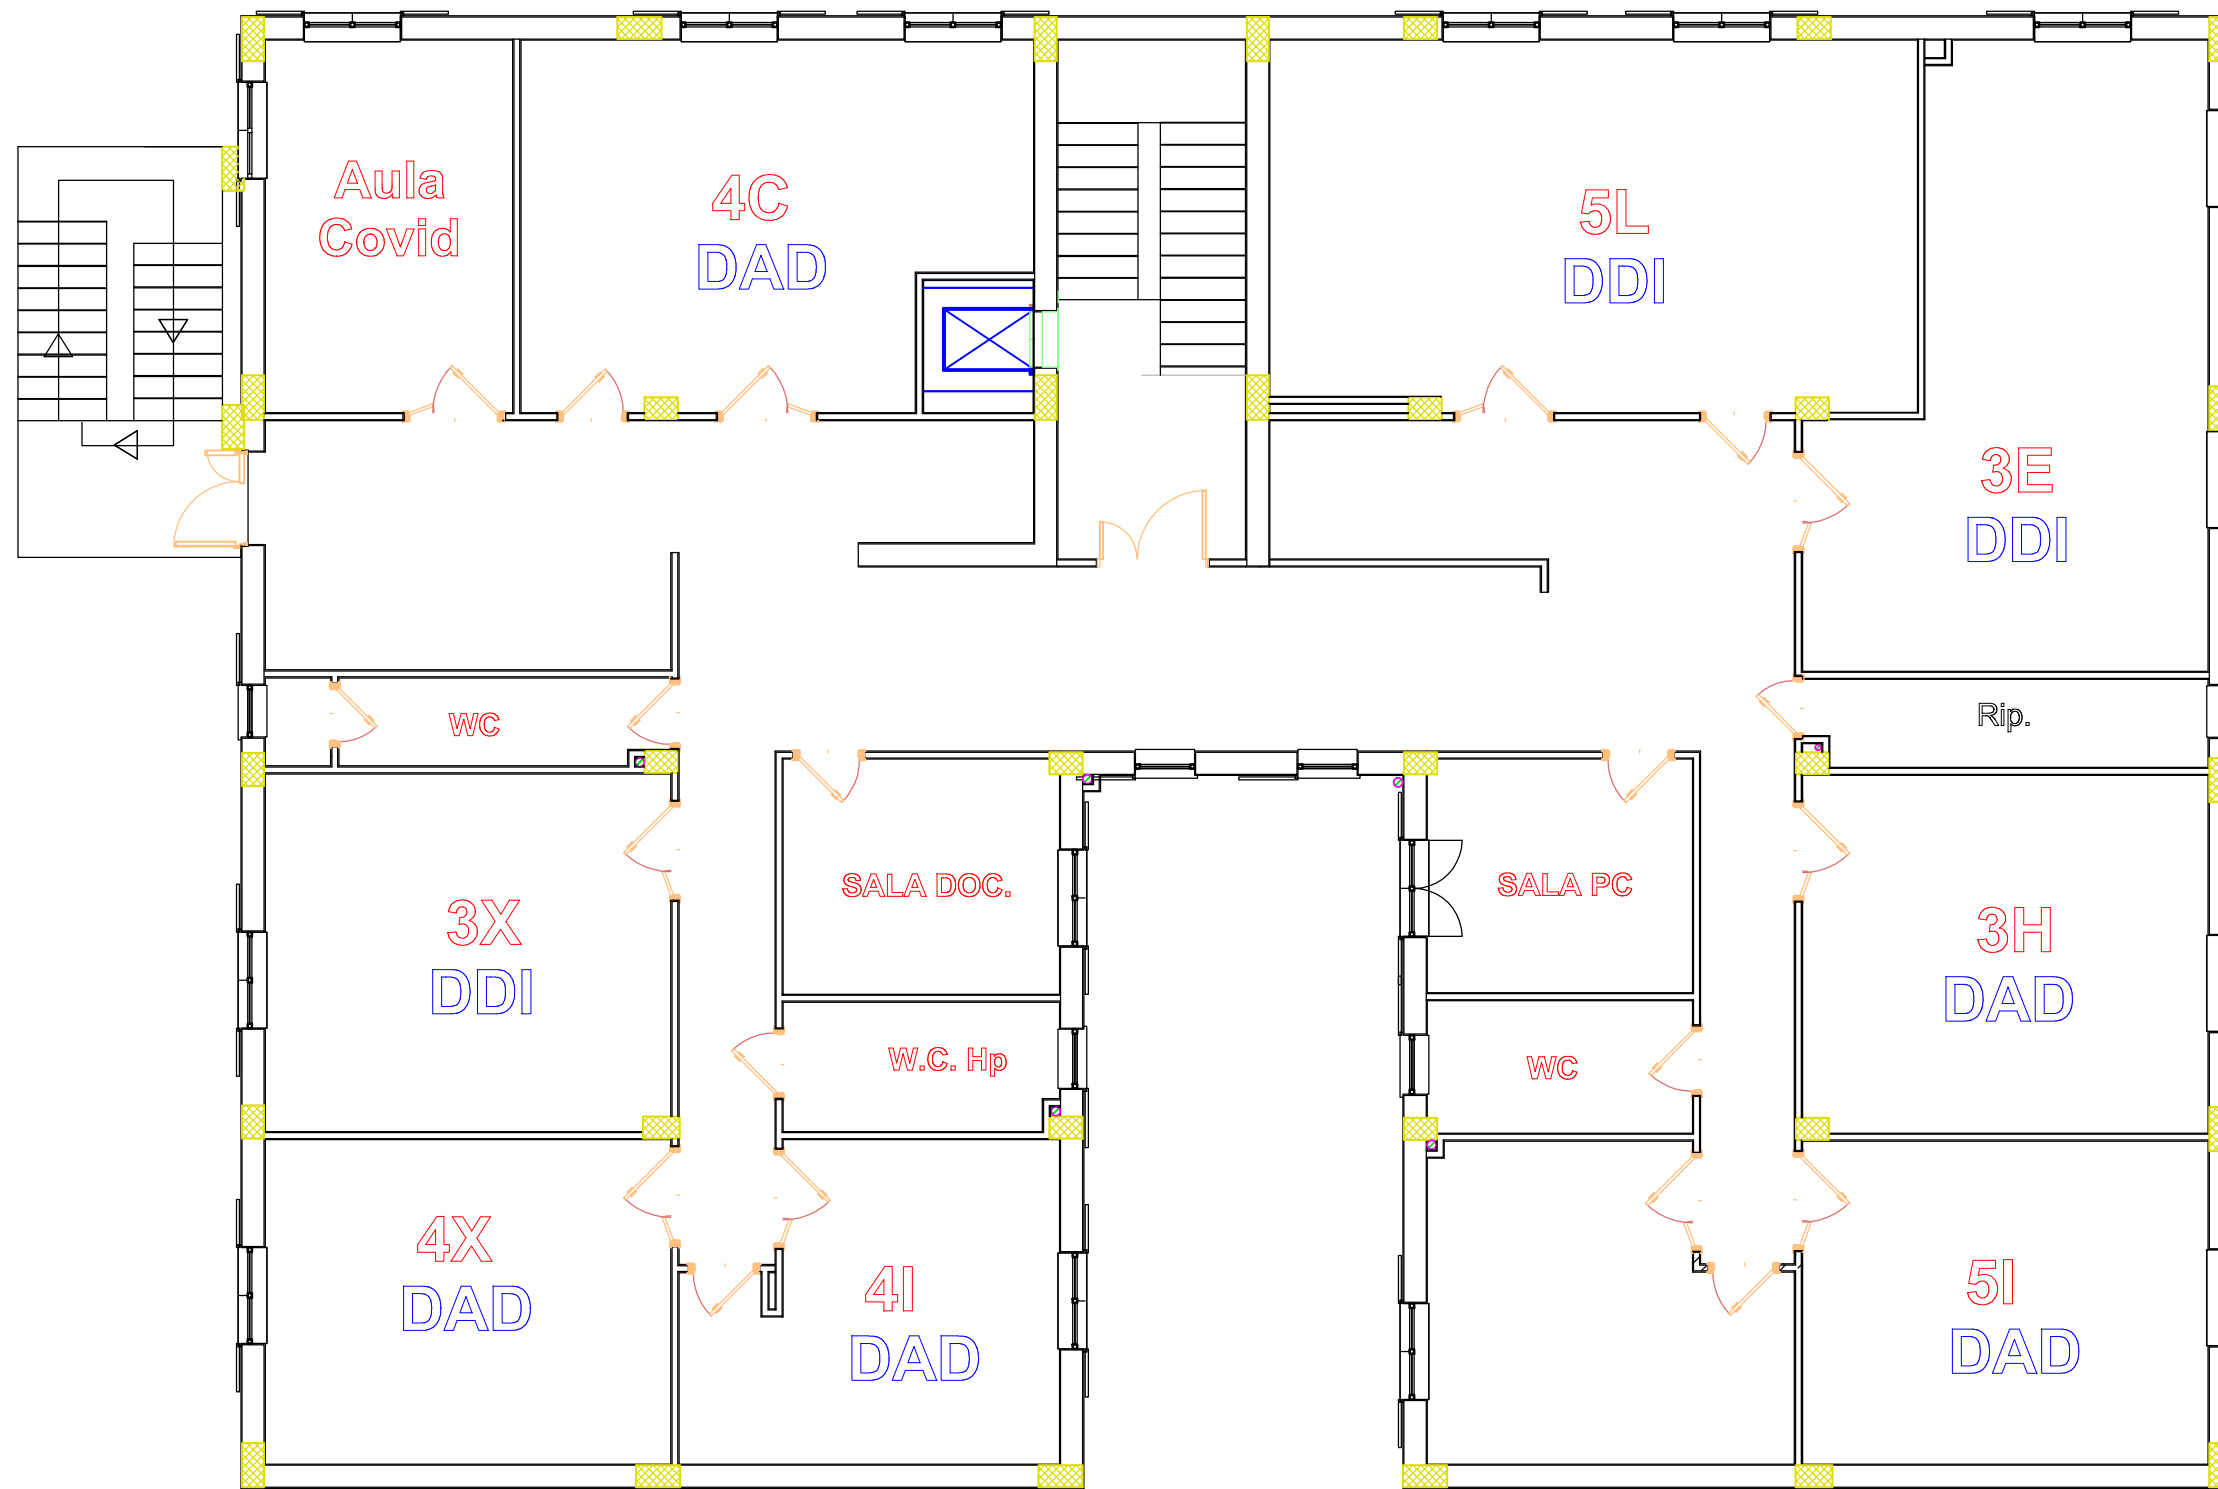 Aula
Covid
4C
DAD
5L
DDI
3E
DDI
WC
Rip.
SALA DOC.
SALA PC
3X
DDI
3H
DAD
W.C. Hp
WC
4X
DAD
4I
DAD
5I
DAD